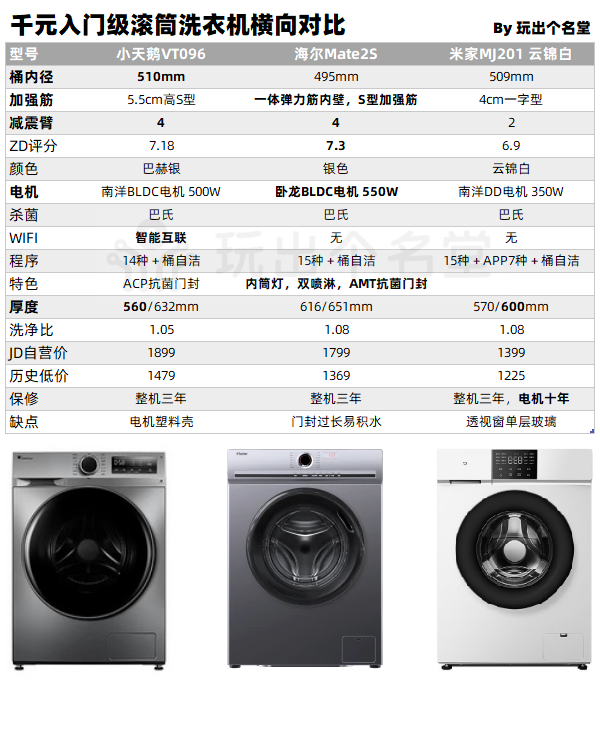 千元入门级滚筒洗衣机横向对比
By 玩出个名堂
型号 小天鹅VT096 海尔Mate2S 米家MJ201 云锦白
桶内径 510mm 495mm 509mm
加强筋 5.5cm高S型 一体弹力筋内壁，S型加强筋 4cm一字型
减震臂 4 4 2
ZD评分 7.18 7.3 6.9
颜色 巴赫银 银色 云锦白
电机 南洋BLDC电机 500W 卧龙BLDC电机 550W 南洋DD电机 350W
杀菌 巴氏 巴氏 巴氏
WIFI 智能互联 无 无
程序 14种＋桶自洁 15种＋桶自洁 15种＋APP7种＋桶自洁
特色 ACP抗菌门封 内筒灯，双喷淋，AMT抗菌门封
厚度 560/632mm 616/651mm 570/600mm
洗净比 1.05 1.08 1.08
JD自营价 1899 1799 1399
历史低价 1479 1369 1225
保修 整机三年 整机三年 整机三年，电机十年
缺点 电机塑料壳 门封过长易积水 透视窗单层玻璃
玩出个名堂
Haier